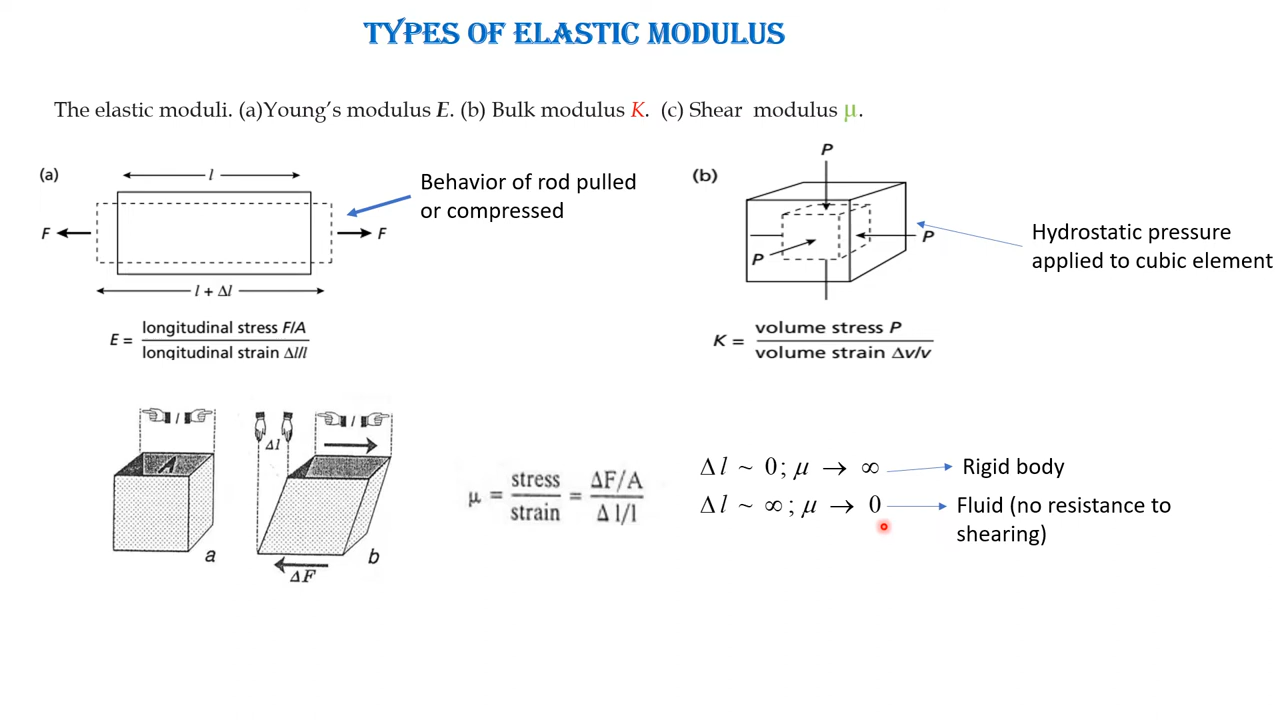 TYPES OF ELASTIC MODULUS
The elastic moduli. (a)Young's modulus E. (b) Bulk modulus K. (c) Shear modulus μ.
(a)
l
F
F
l + Δl
Behavior of rod pulled
or compressed
E = longitudinal stress F/A
longitudinal strain Δl/l
(b)
P
P
P
Hydrostatic pressure
applied to cubic element
K = volume stress P
volume strain Δv/v
l
A
a
Δl
l
ΔF
b
μ = stress/strain = ΔF/A / Δ l/l
Δ l ~ 0 ; μ → ∞
Rigid body
Δ l ~ ∞ ; μ → 0
Fluid (no resistance to
shearing)